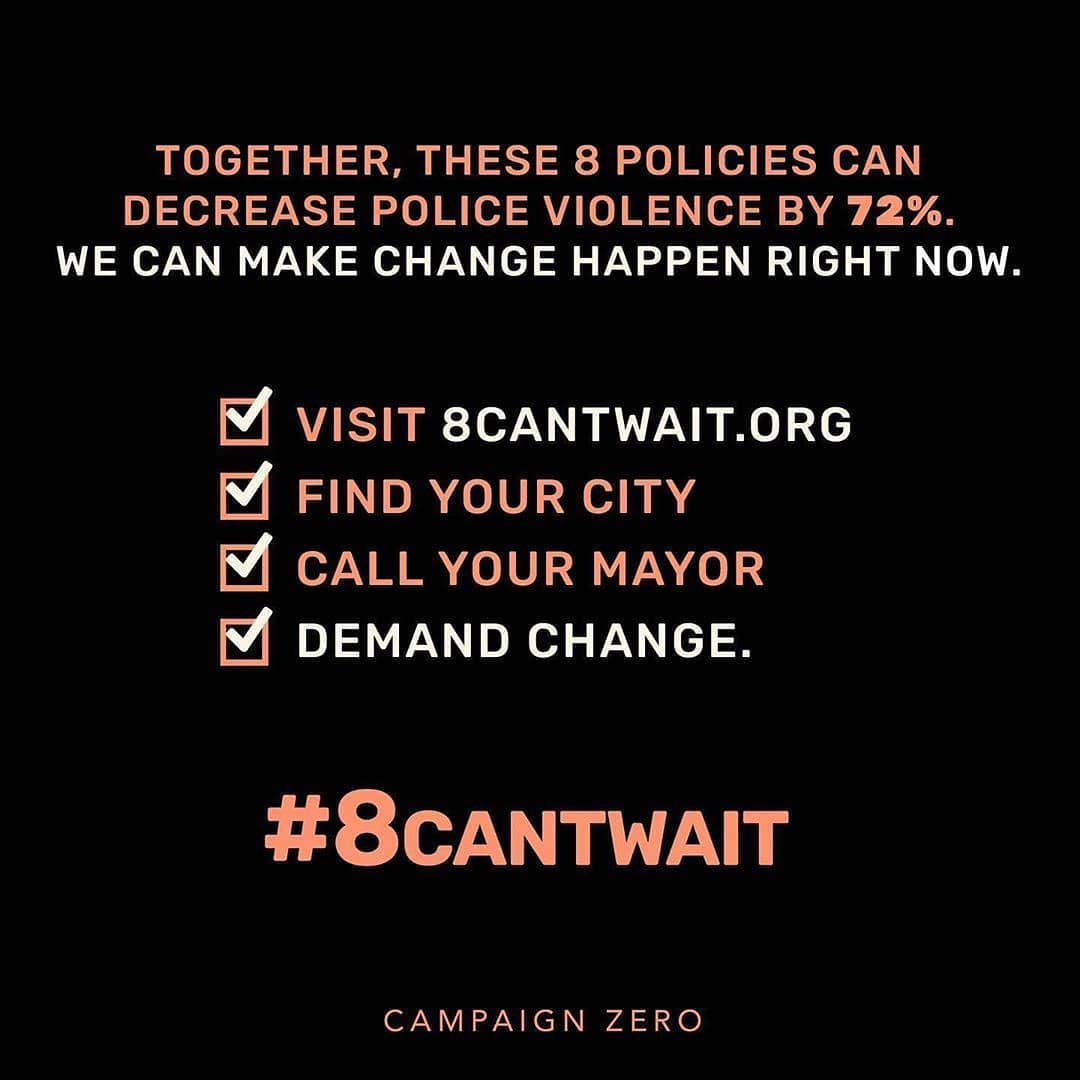 TOGETHER, THESE 8 POLICIES CAN
DECREASE POLICE VIOLENCE BY 72%.
WE CAN MAKE CHANGE HAPPEN RIGHT NOW.
VISIT 8CANTWAIT.ORG
FIND YOUR CITY
CALL YOUR MAYOR
DEMAND CHANGE.
#8CANTWAIT
CAMPAIGN ZERO